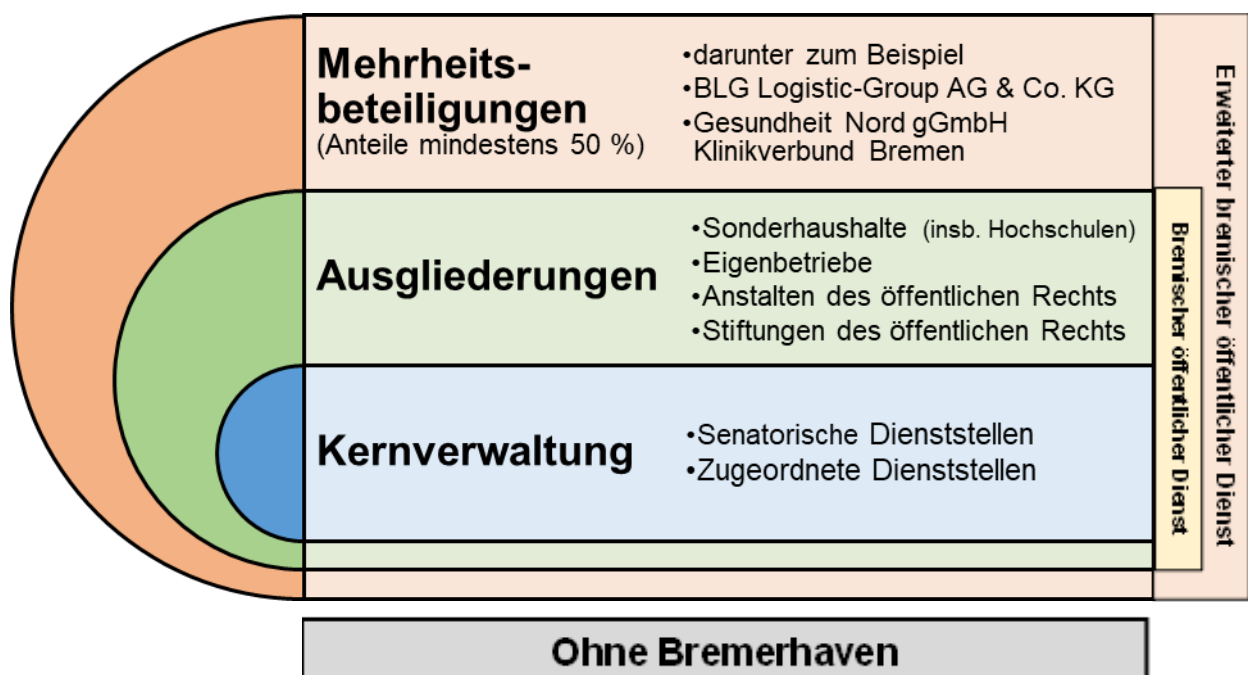 Mehrheits-
beteiligungen
(Anteile mindestens 50 %)
•darunter zum Beispiel
•BLG Logistic-Group AG & Co. KG
•Gesundheit Nord gGmbH
Klinikverbund Bremen
Ausgliederungen
•Sonderhaushalte (insb. Hochschulen)
•Eigenbetriebe
•Anstalten des öffentlichen Rechts
•Stiftungen des öffentlichen Rechts
Kernverwaltung
•Senatorische Dienststellen
•Zugeordnete Dienststellen
Bremischer öffentlicher Dienst
Erweiterter bremischer öffentlicher Dienst
Ohne Bremerhaven